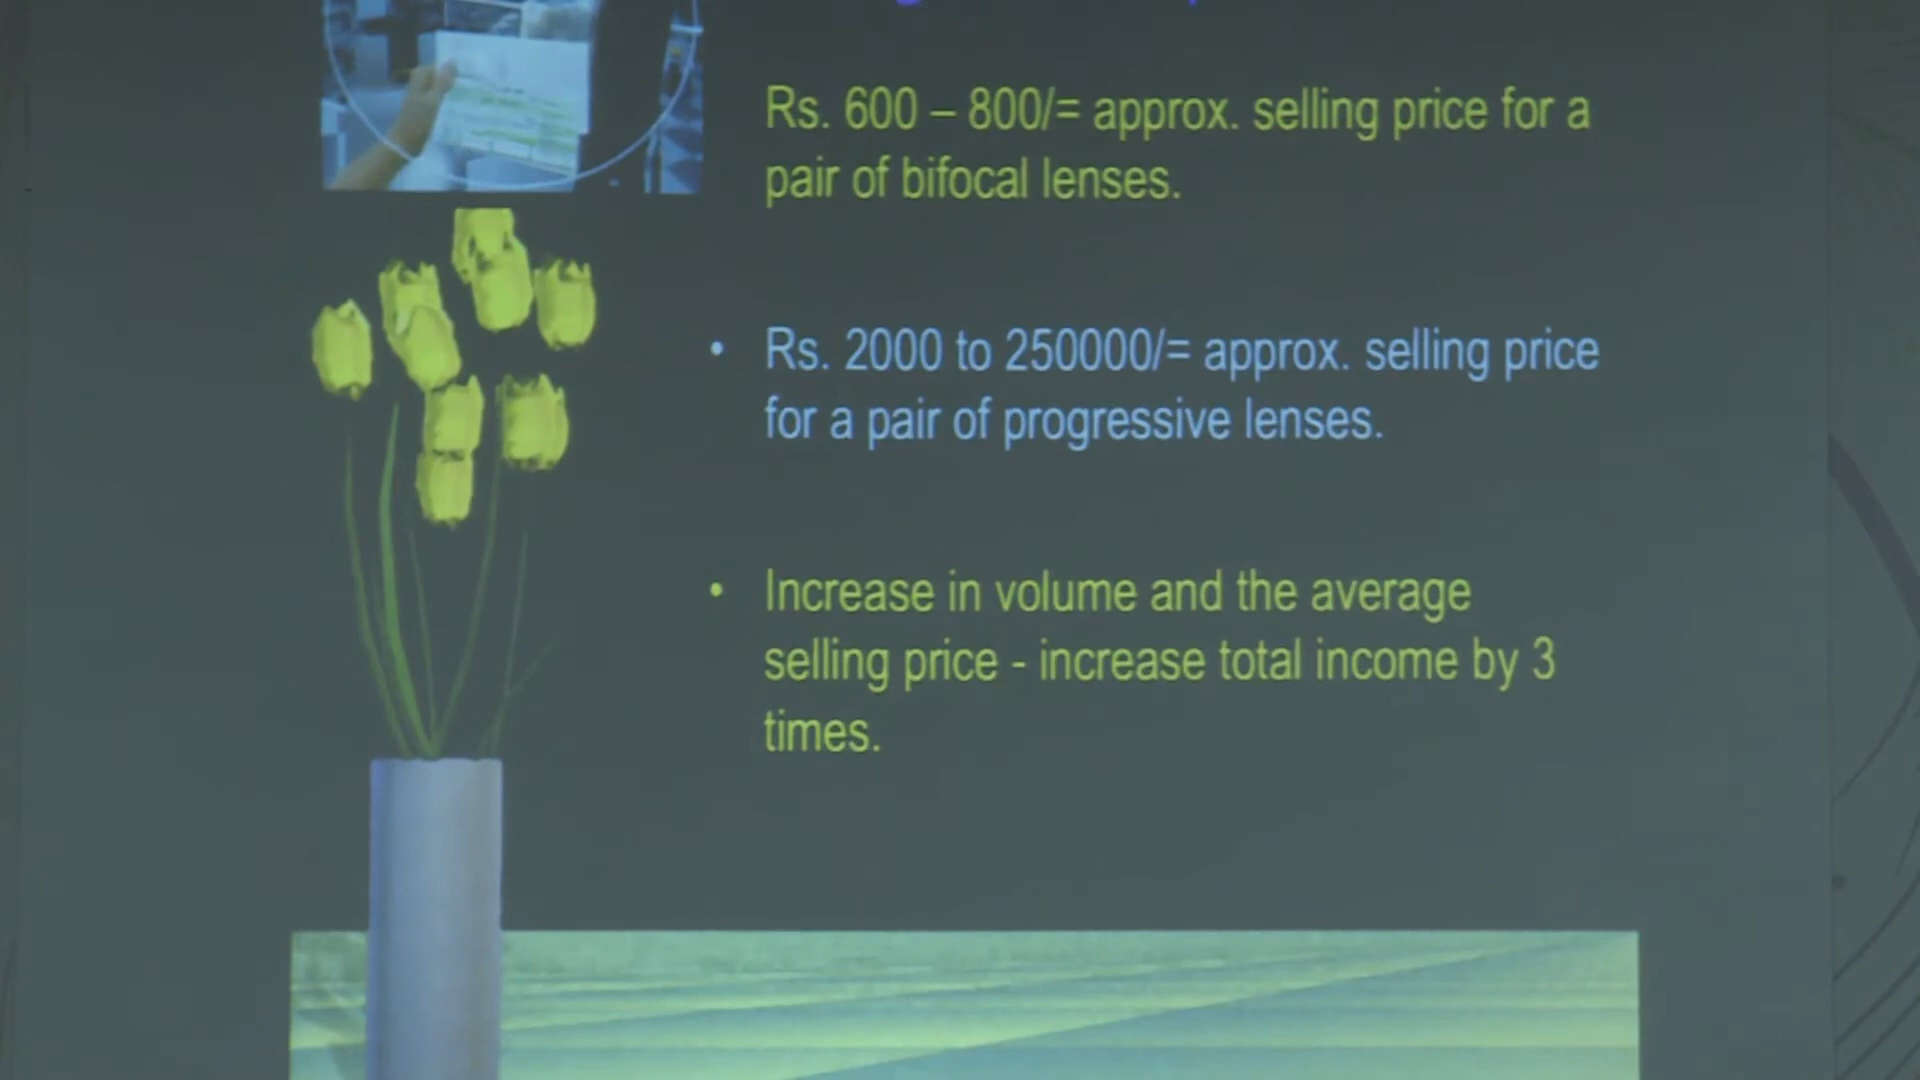 Rs. 600 – 800/= approx. selling price for a
pair of bifocal lenses.
• Rs. 2000 to 250000/= approx. selling price
for a pair of progressive lenses.
• Increase in volume and the average
selling price - increase total income by 3
times.